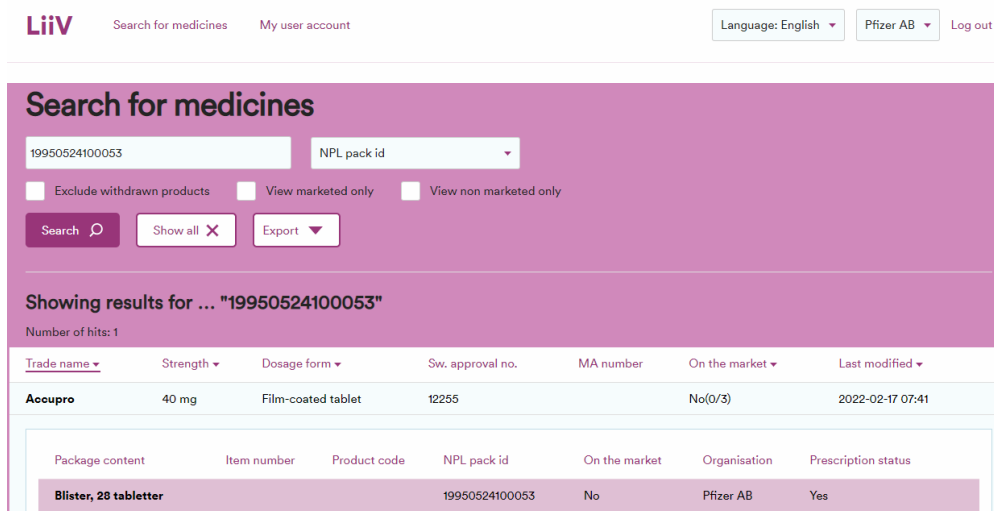 LiiV Search for medicines My user account Language: English Pfizer AB Log out
Search for medicines
19950524100053 NPL pack id
Exclude withdrawn products View marketed only View non marketed only
Search Show all Export
Showing results for ... "19950524100053"
Number of hits: 1
Trade name Strength Dosage form Sw. approval no. MA number On the market Last modified
Accupro 40 mg Film-coated tablet 12255 No(0/3) 2022-02-17 07:41
Package content Item number Product code NPL pack id On the market Organisation Prescription status
Blister, 28 tabletter 19950524100053 No Pfizer AB Yes